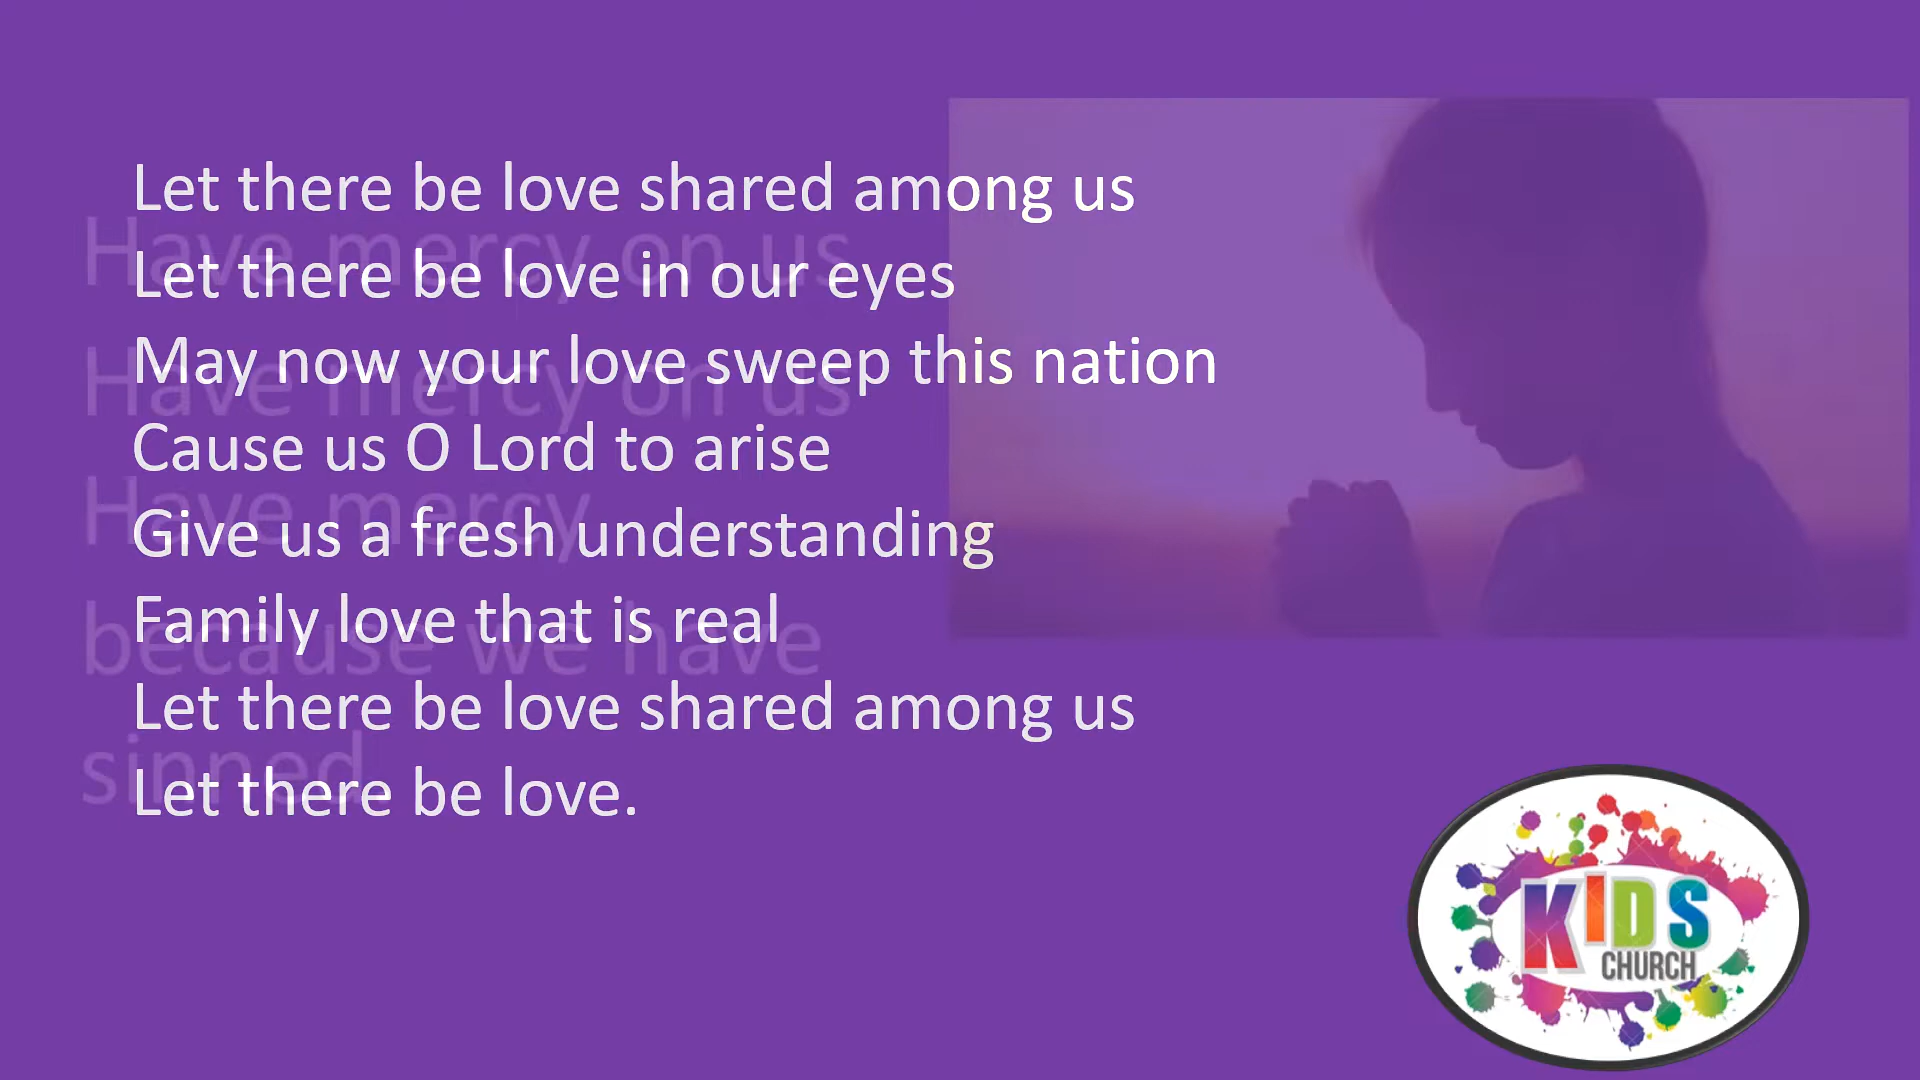 Let there be love shared among us
Have mercy on us
Let there be love in our eyes
May now your love sweep this nation
Have mercy on us
Cause us O Lord to arise
Have mercy
Give us a fresh understanding
Family love that is real
because we have
Let there be love shared among us
sinned.
Let there be love.
KIDS
CHURCH